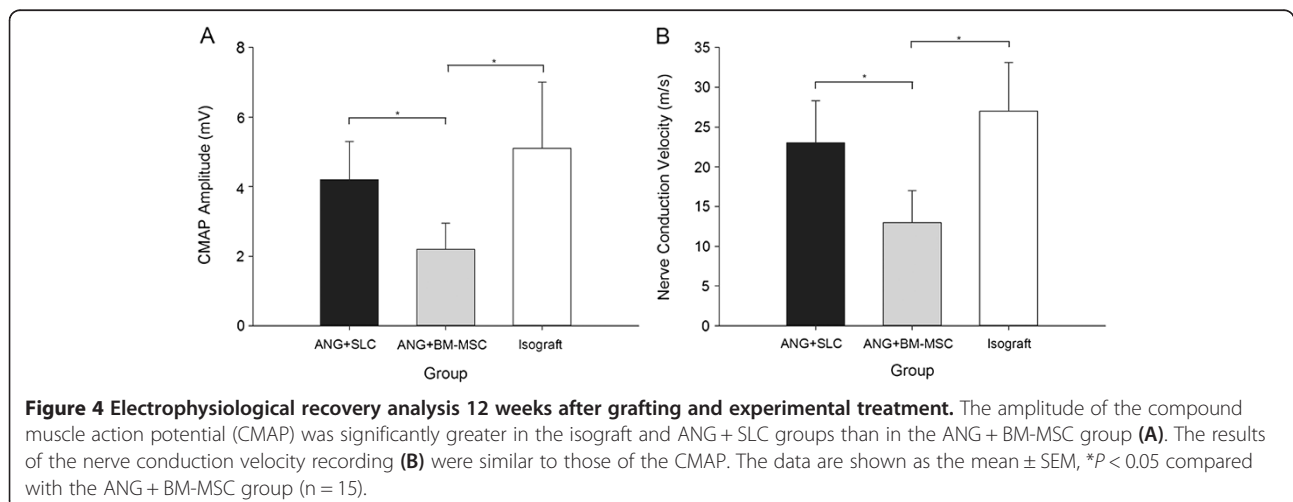 A
8
6
4
2
0
CMAP Amplitude (mV)
*
*
ANG+SLC ANG+BM-MSC Isograft
Group
B
35
30
25
20
15
10
5
0
Nerve Conduction Velocity (m/s)
*
*
ANG+SLC ANG+BM-MSC Isograft
Group
Figure 4 Electrophysiological recovery analysis 12 weeks after grafting and experimental treatment. The amplitude of the compound
muscle action potential (CMAP) was significantly greater in the isograft and ANG + SLC groups than in the ANG + BM-MSC group (A). The results
of the nerve conduction velocity recording (B) were similar to those of the CMAP. The data are shown as the mean ± SEM, *P < 0.05 compared
with the ANG + BM-MSC group (n = 15).